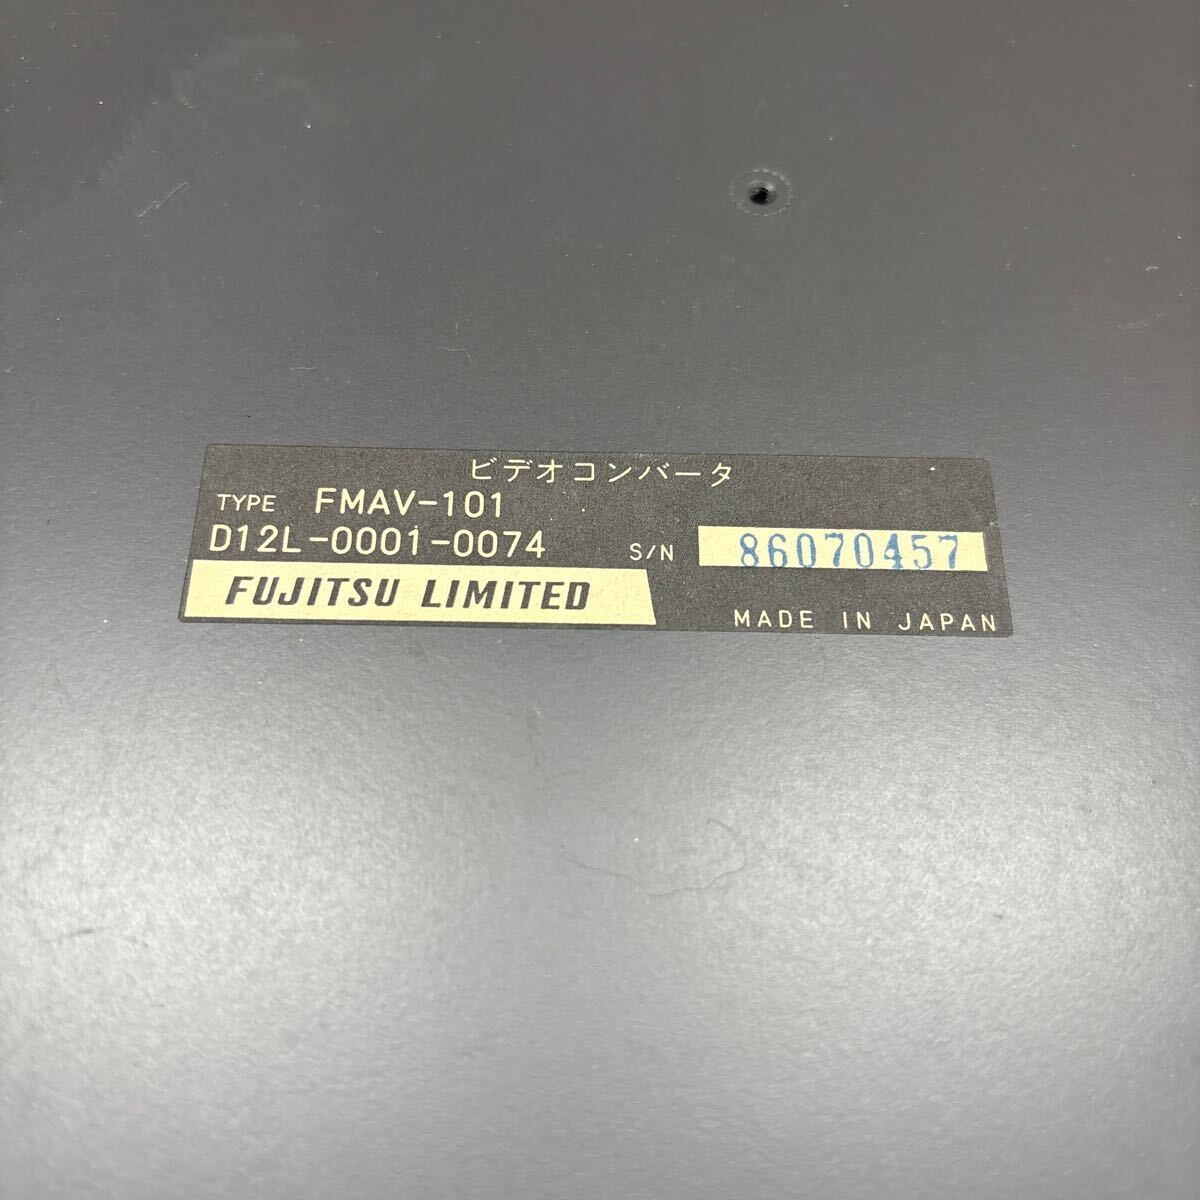 ビデオコンバータ
TYPE FMAV-101
D12L-0001-0074 S/N 86070457
FUJITSU LIMITED
MADE IN JAPAN